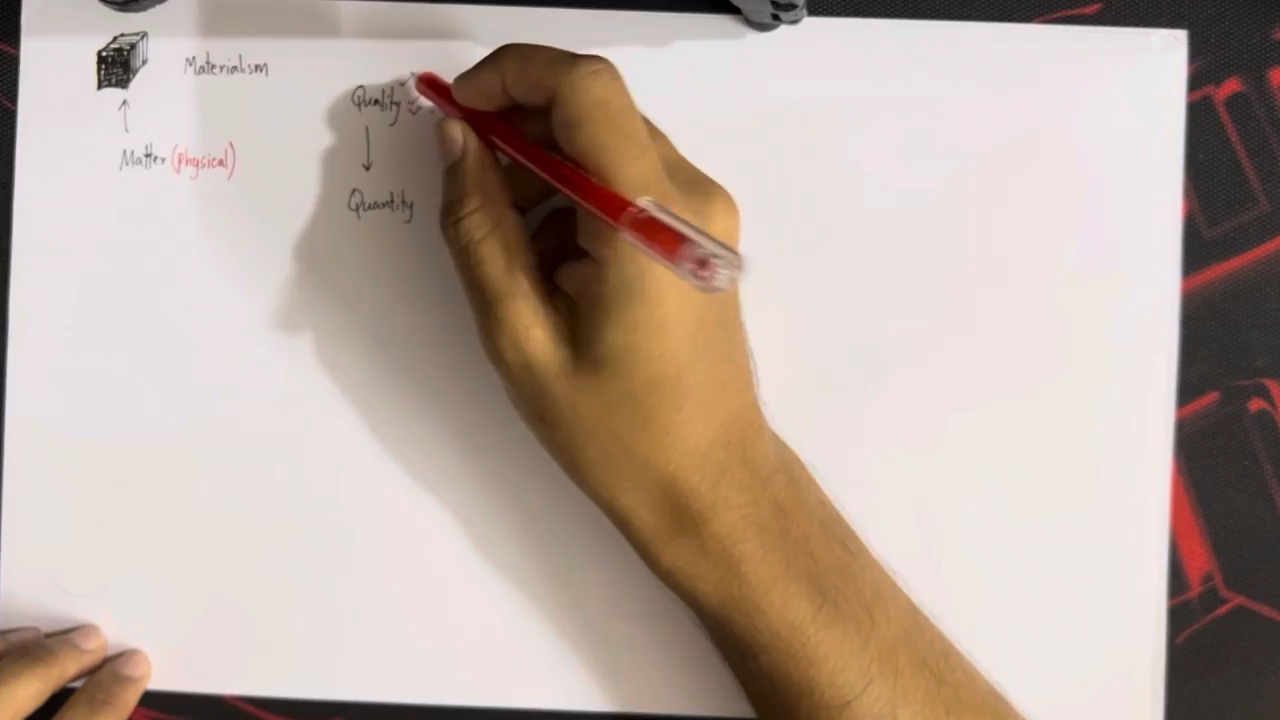 Materialism
Matter (physical)
Quality
Quantity